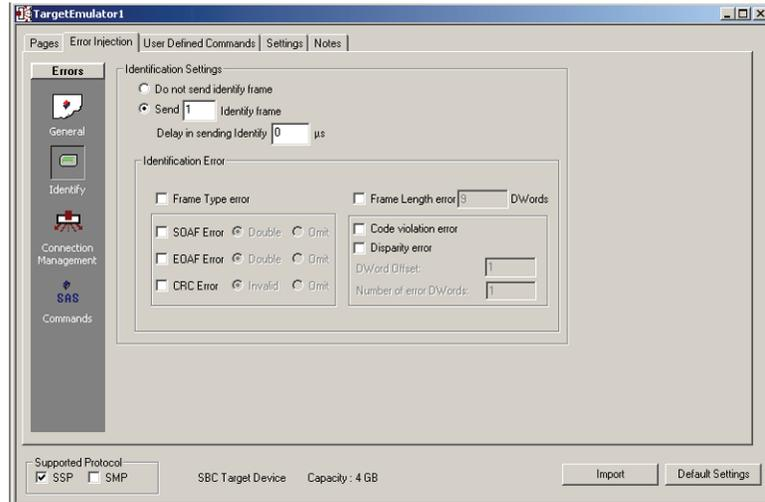 TargetEmulator1
Pages Error Injection User Defined Commands Settings Notes
Errors
General
Identify
Connection
Management
SAS
Commands
Identification Settings
Do not send identify frame
Send 1 Identify frame
Delay in sending Identify 0 µs
Identification Error
Frame Type error
Frame Length error 9 DWords
SOAF Error Double Omit
EOAF Error Double Omit
CRC Error Invalid Omit
Code violation error
Disparity error
DWord Offset: 1
Number of error DWords: 1
Supported Protocol
SSP SMP
SBC Target Device Capacity : 4 GB
Import
Default Settings